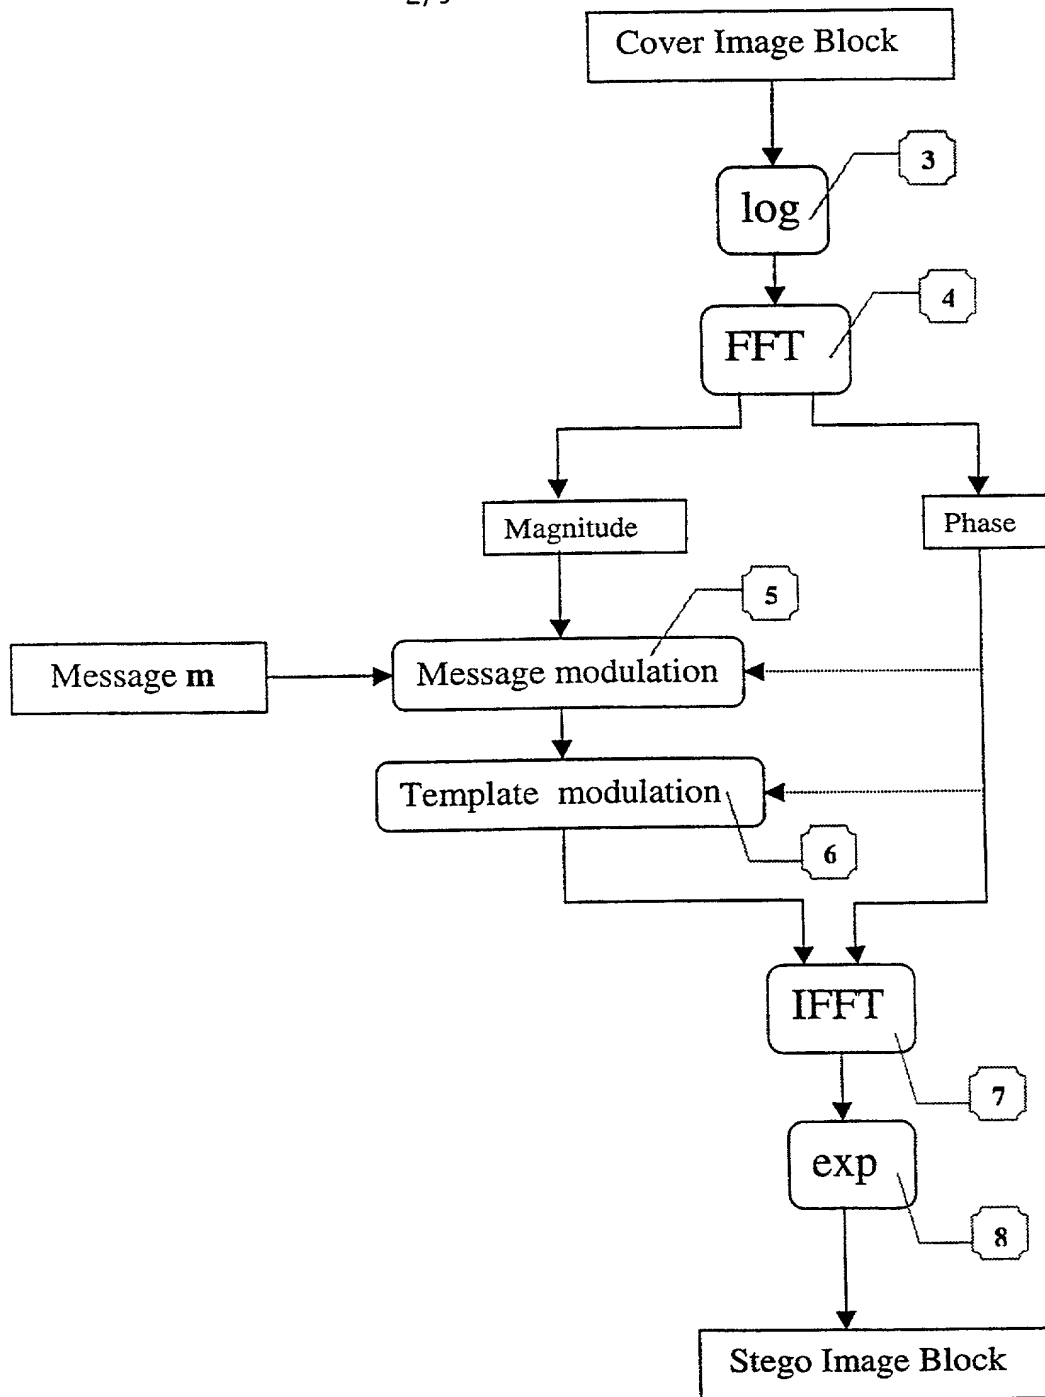 Cover Image Block
3
log
4
FFT
Magnitude
Phase
5
Message m
Message modulation
Template modulation
6
IFFT
7
exp
8
Stego Image Block